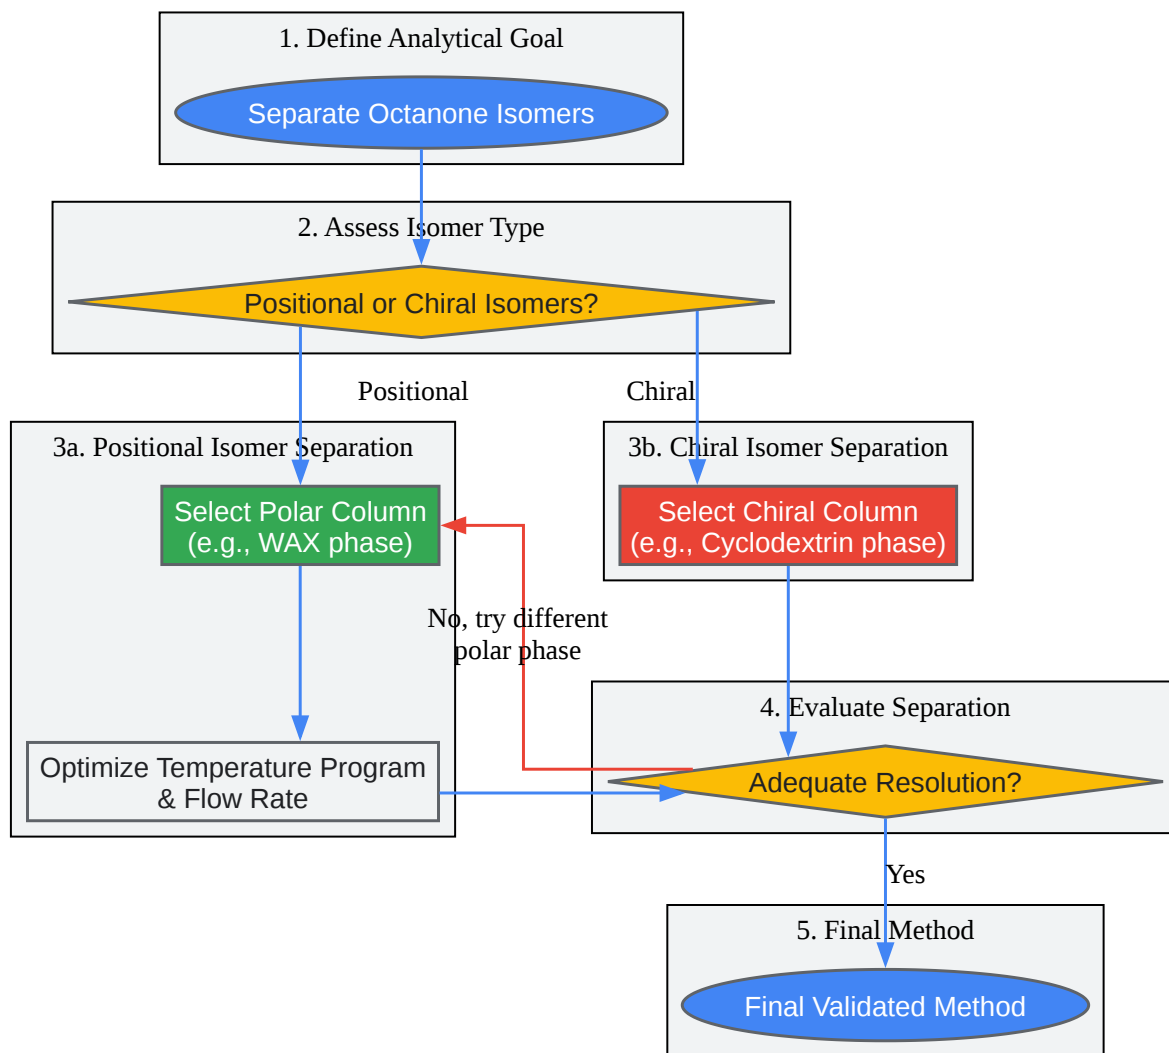 1. Define Analytical Goal
Separate Octanone Isomers
2. Assess Isomer Type
Positional or Chiral Isomers?
Positional
Chiral
3a. Positional Isomer Separation
Select Polar Column
(e.g., WAX phase)
3b. Chiral Isomer Separation
Select Chiral Column
(e.g., Cyclodextrin phase)
No, try different
polar phase
Optimize Temperature Program
& Flow Rate
4. Evaluate Separation
Adequate Resolution?
Yes
5. Final Method
Final Validated Method